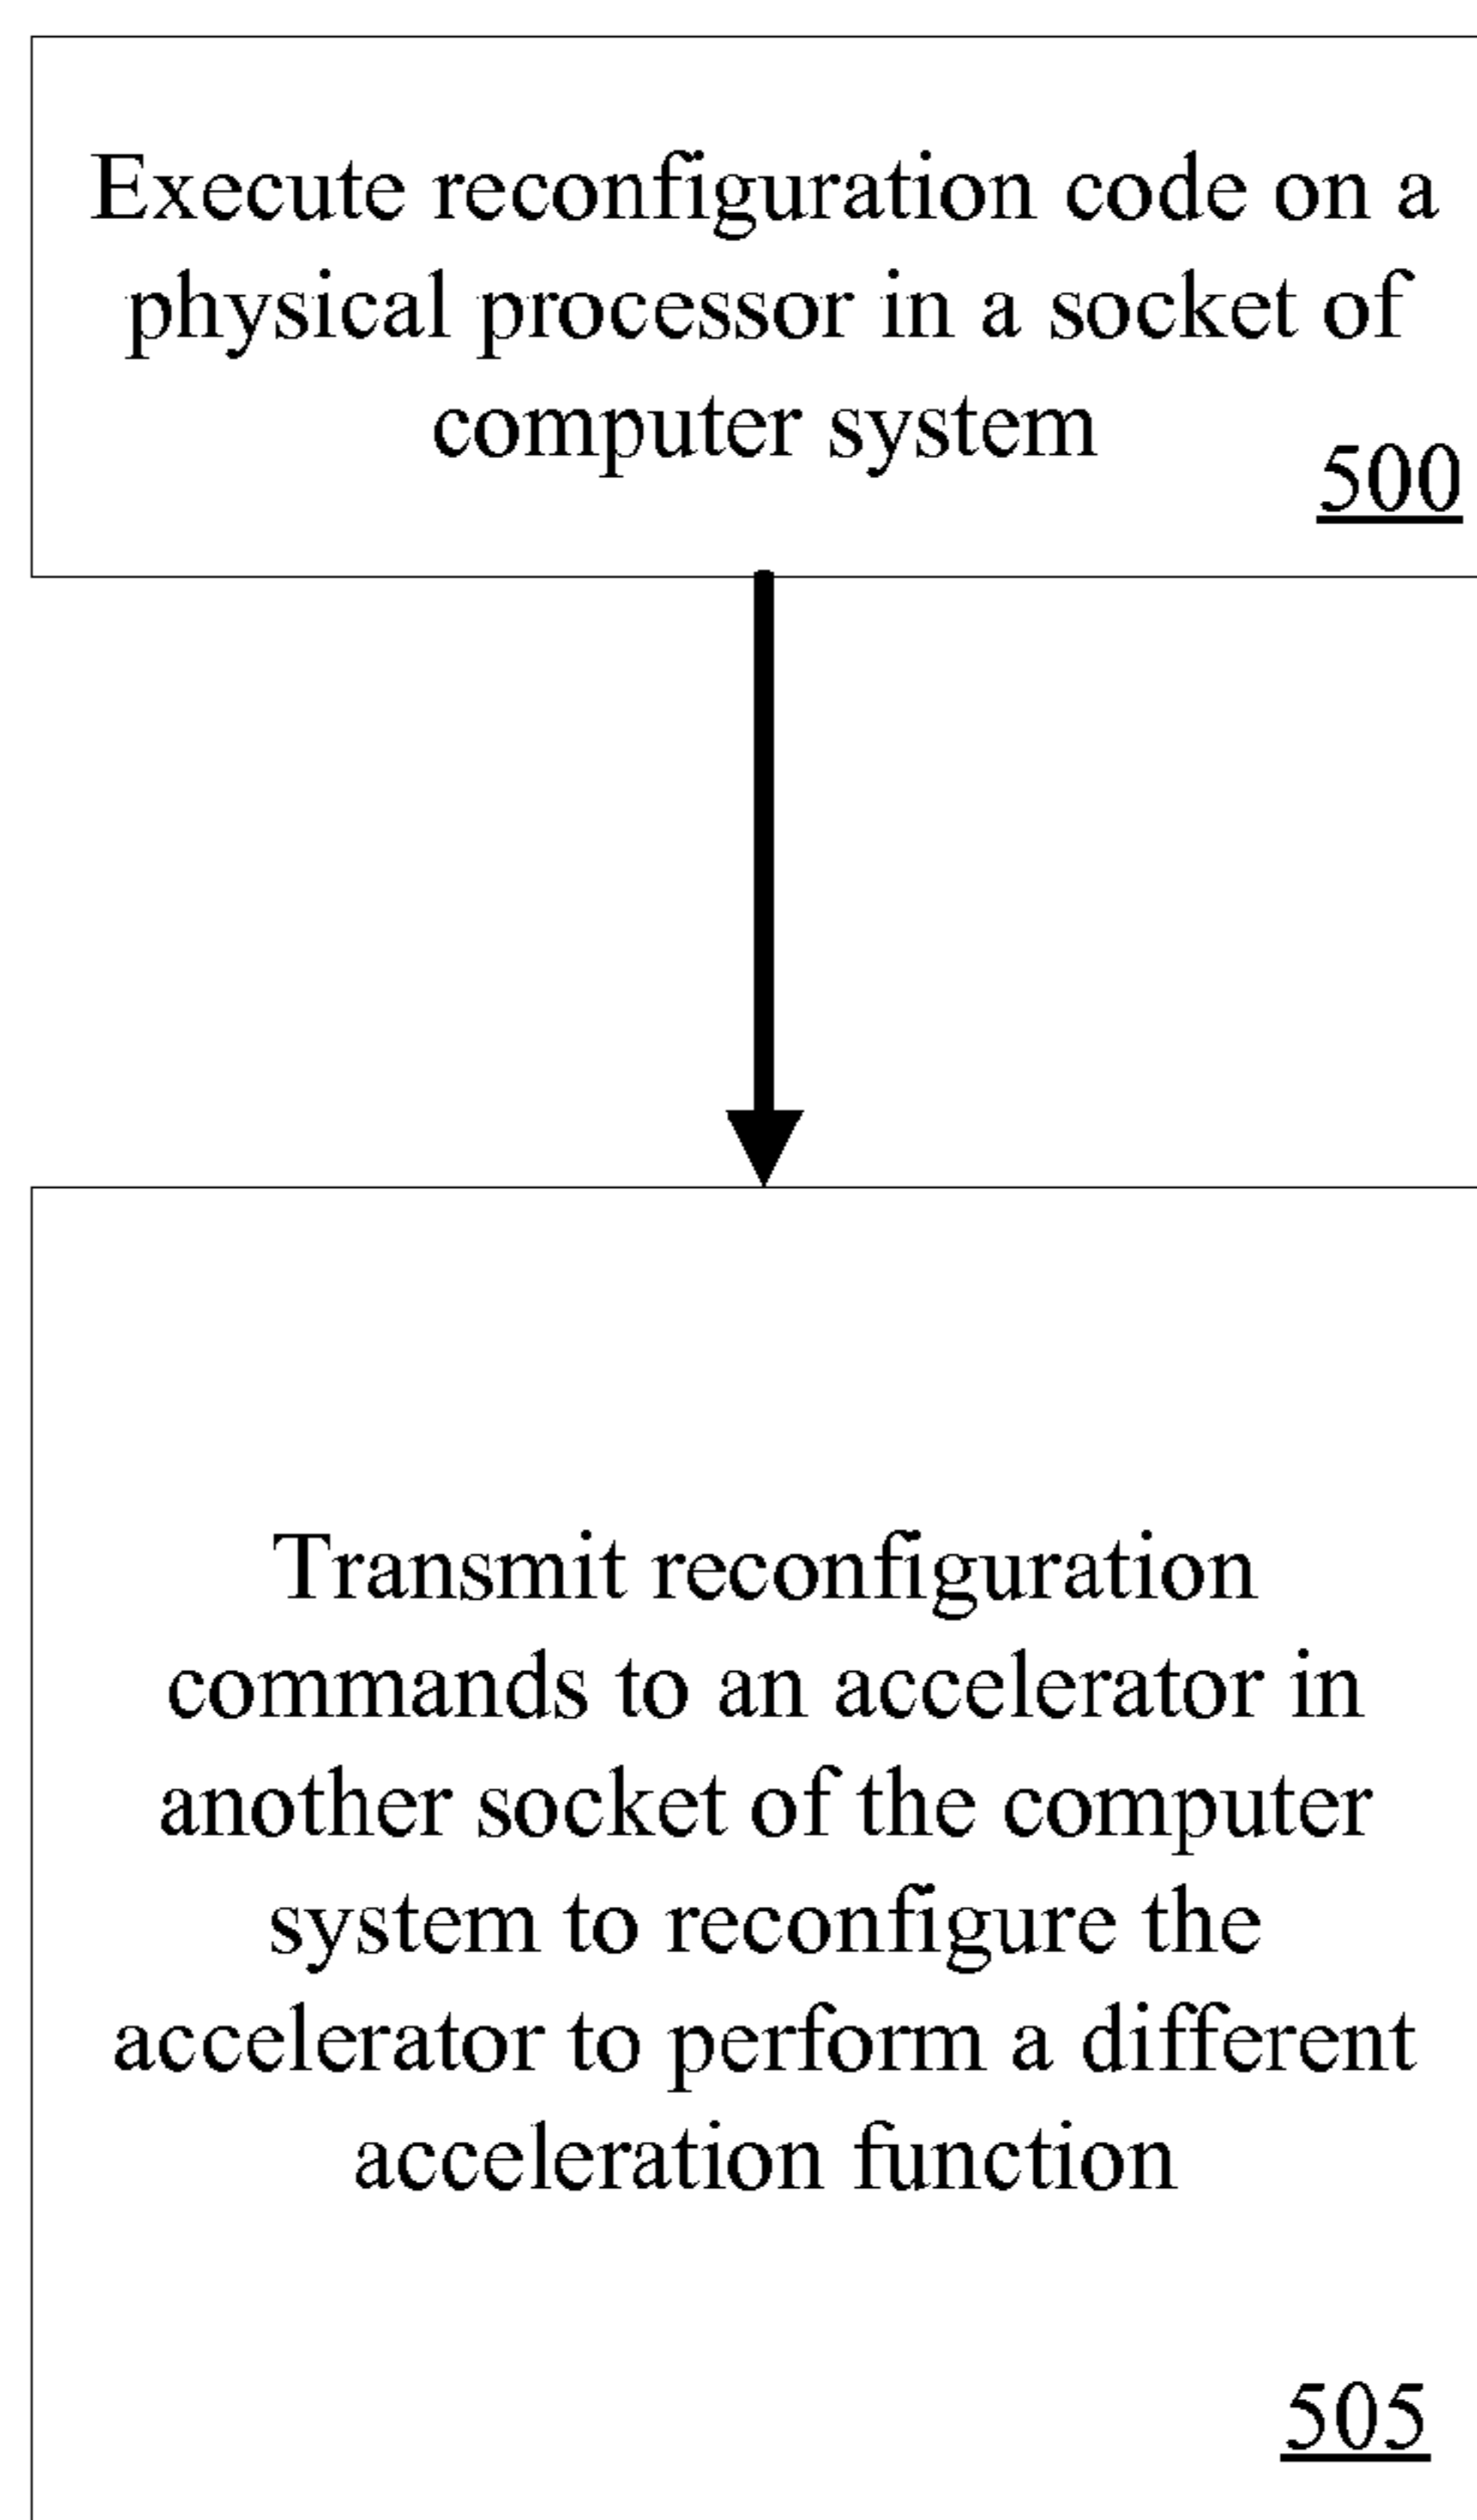 Execute reconfiguration code on a
physical processor in a socket of
computer system
500
Transmit reconfiguration
commands to an accelerator in
another socket of the computer
system to reconfigure the
accelerator to perform a different
acceleration function
505